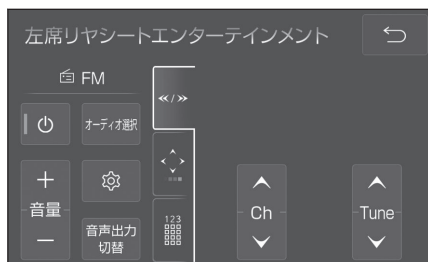 左席リヤシートエンターテインメント
FM
オーディオ選択
+
音量
−
音声出力
切替
123
Ch
Tune